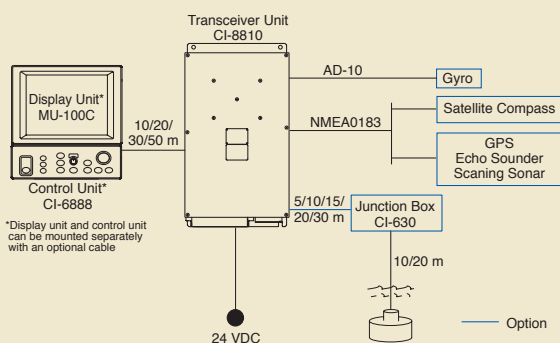 Transceiver Unit
CI-8810
Display Unit*
MU-100C
Control Unit*
CI-6888
*Display unit and control unit
can be mounted separately
with an optional cable
10/20/
30/50 m
AD-10
Gyro
NMEA0183
Satellite Compass
GPS
Echo Sounder
Scaning Sonar
5/10/15/
20/30 m
Junction Box
CI-630
10/20 m
24 VDC
Option